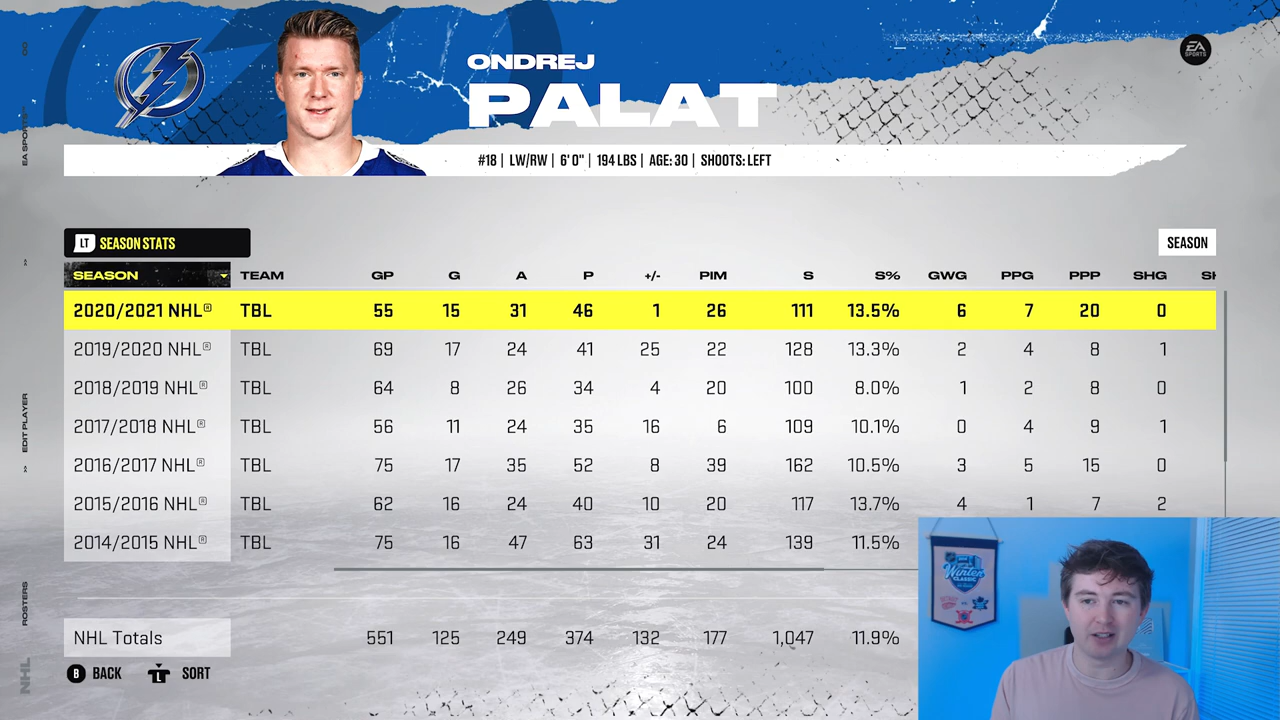 ONDREJ
PALAT
EA SPORTS
#18 | LW/RW | 6' 0" | 194 LBS | AGE: 30 | SHOOTS: LEFT
LT SEASON STATS
SEASON
SEASON TEAM GP G A P +/- PIM S S% GWG PPG PPP SHG SH
2020/2021 NHL® TBL 55 15 31 46 1 26 111 13.5% 6 7 20 0
2019/2020 NHL® TBL 69 17 24 41 25 22 128 13.3% 2 4 8 1
2018/2019 NHL® TBL 64 8 26 34 4 20 100 8.0% 1 2 8 0
2017/2018 NHL® TBL 56 11 24 35 16 6 109 10.1% 0 4 9 1
2016/2017 NHL® TBL 75 17 35 52 8 39 162 10.5% 3 5 15 0
2015/2016 NHL® TBL 62 16 24 40 10 20 117 13.7% 4 1 7 2
2014/2015 NHL® TBL 75 16 47 63 31 24 139 11.5%
NHL Totals 551 125 249 374 132 177 1,047 11.9%
B BACK L SORT
NHL >> ROSTERS >> EDIT PLAYER >> EA SPORTS
Winter
CLASSIC